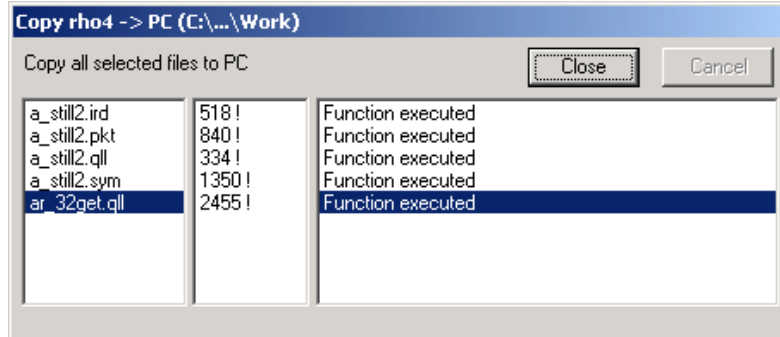 Copy rho4 -> PC (C:\...\Work)
Copy all selected files to PC
Close Cancel
a_still2.ird 518 ! Function executed
a_still2.pkt 840 ! Function executed
a_still2.qll 334 ! Function executed
a_still2.sym 1350 ! Function executed
ar_32get.qll 2455 ! Function executed